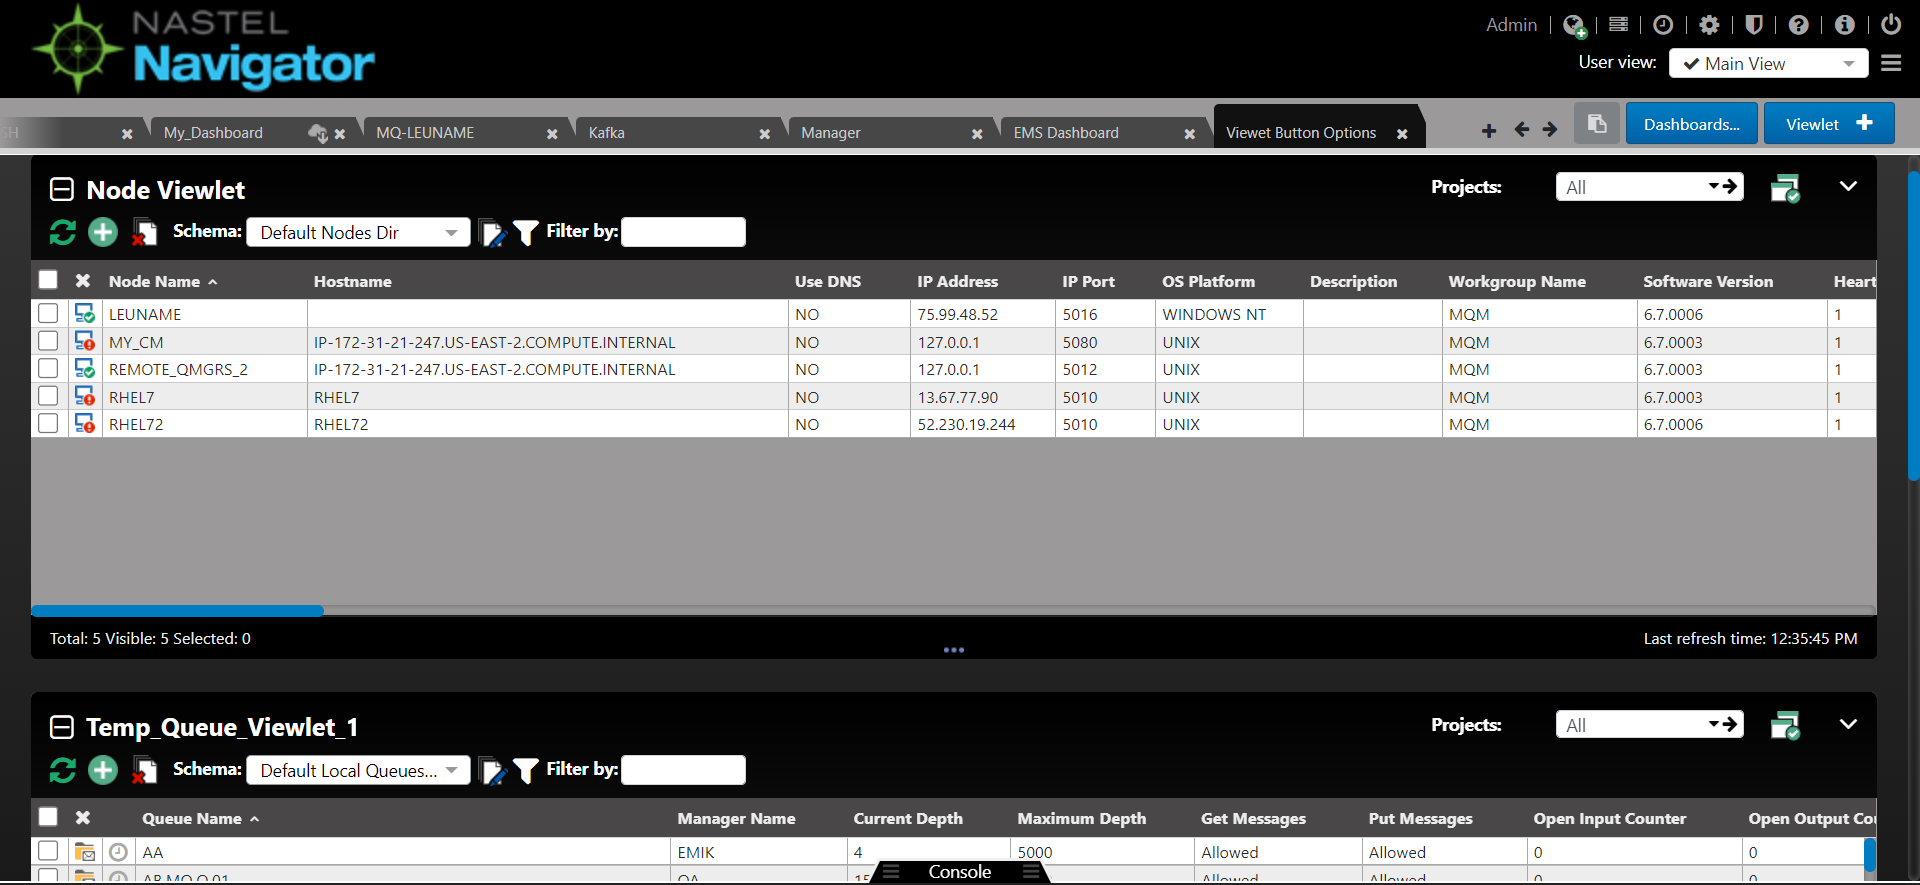 NASTEL
Navigator
Admin
User view: Main View
SH
My_Dashboard
MQ-LEUNAME
Kafka
Manager
EMS Dashboard
Viewet Button Options
Dashboards...
Viewlet
Node Viewlet
Projects: All
Schema: Default Nodes Dir Filter by:
Node Name Hostname Use DNS IP Address IP Port OS Platform Description Workgroup Name Software Version Heart
LEUNAME NO 75.99.48.52 5016 WINDOWS NT MQM 6.7.0006 1
MY_CM IP-172-31-21-247.US-EAST-2.COMPUTE.INTERNAL NO 127.0.0.1 5080 UNIX MQM 6.7.0003 1
REMOTE_QMGRS_2 IP-172-31-21-247.US-EAST-2.COMPUTE.INTERNAL NO 127.0.0.1 5012 UNIX MQM 6.7.0003 1
RHEL7 RHEL7 NO 13.67.77.90 5010 UNIX MQM 6.7.0003 1
RHEL72 RHEL72 NO 52.230.19.244 5010 UNIX MQM 6.7.0006 1
Total: 5 Visible: 5 Selected: 0
Last refresh time: 12:35:45 PM
Temp_Queue_Viewlet_1
Projects: All
Schema: Default Local Queues... Filter by:
Queue Name Manager Name Current Depth Maximum Depth Get Messages Put Messages Open Input Counter Open Output Cou
AA EMIK 4 5000 Allowed Allowed 0 0
Allowed Allowed 0 0
Console